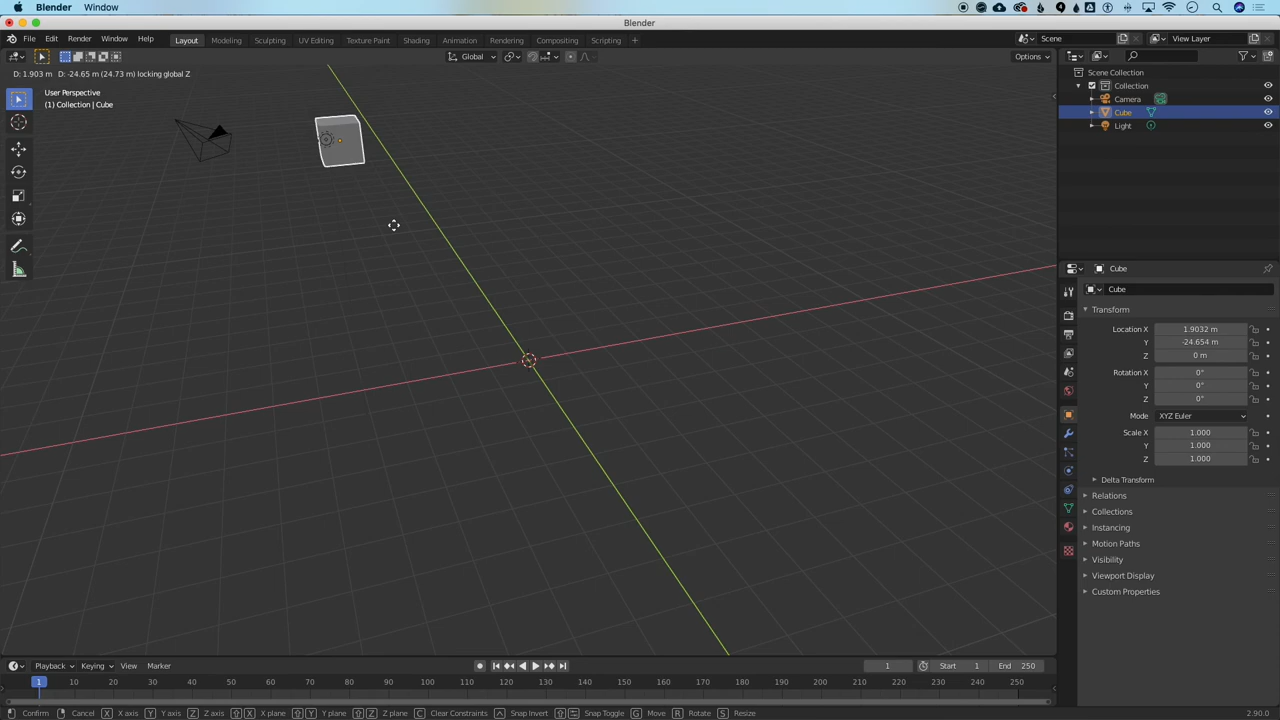 Blender Window
Blender
File Edit Render Window Help Layout Modeling Sculpting UV Editing Texture Paint Shading Animation Rendering Compositing Scripting + Scene View Layer
Global Options
D: 1.903 m D: -24.65 m (24.73 m) locking global Z
User Perspective
(1) Collection | Cube
Scene Collection
Collection
Camera
Cube
Light
Cube
Cube
Transform
Location X 1.9032 m
Y -24.654 m
Z 0 m
Rotation X 0°
Y 0°
Z 0°
Mode XYZ Euler
Scale X 1.000
Y 1.000
Z 1.000
Delta Transform
Relations
Collections
Instancing
Motion Paths
Visibility
Viewport Display
Custom Properties
Playback Keying View Marker 1 Start 1 End 250
1 10 20 30 40 50 60 70 80 90 100 110 120 130 140 150 160 170 180 190 200 210 220 230 240 250
Confirm Cancel X X axis Y Y axis Z Z axis X X plane Y Y plane Z Z plane C Clear Constraints Snap Invert Snap Toggle G Move R Rotate S Resize 2.90.0